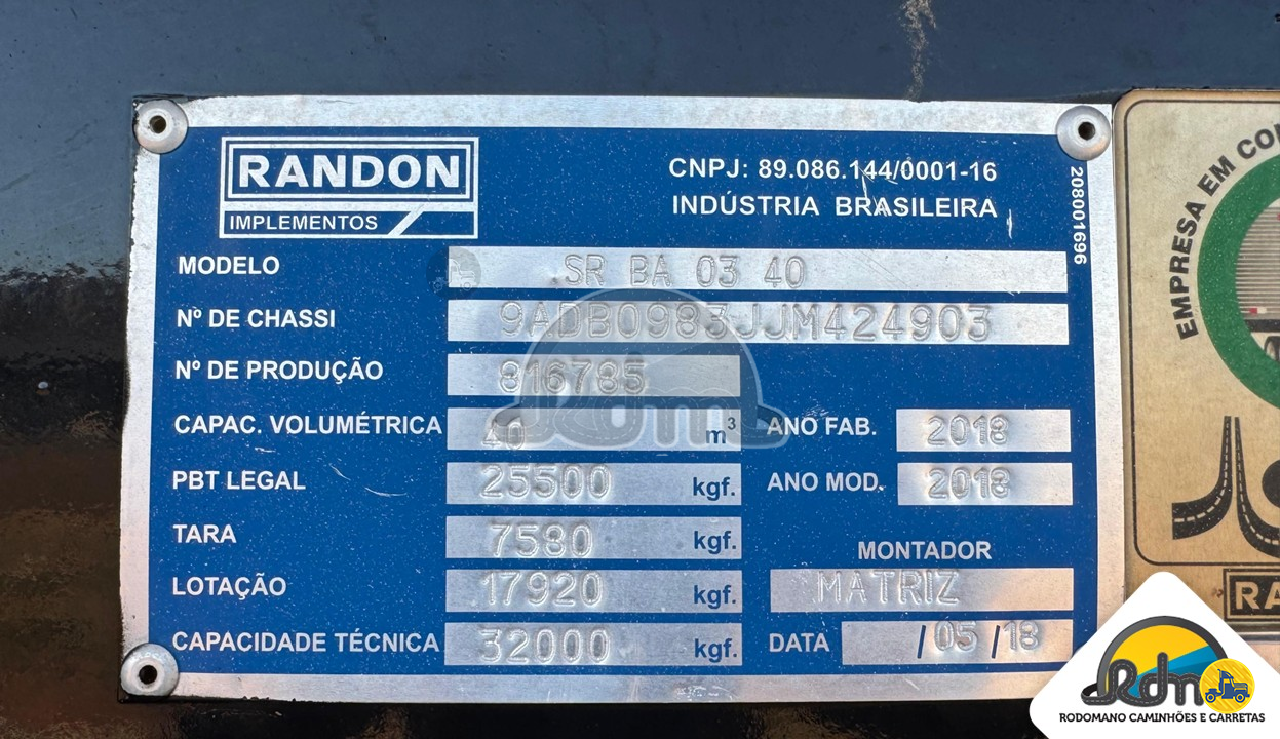 RANDON
IMPLEMENTOS
CNPJ: 89.086.144/0001-16
INDÚSTRIA BRASILEIRA
208001696
MODELO SR BA 03 40
Nº DE CHASSI 9ADB0983JJM424903
Nº DE PRODUÇÃO 816785
CAPAC. VOLUMÉTRICA 40 m³ ANO FAB. 2018
PBT LEGAL 25500 kgf. ANO MOD. 2018
TARA 7580 kgf.
MONTADOR
LOTAÇÃO 17920 kgf. MATRIZ
CAPACIDADE TÉCNICA 32000 kgf. DATA /05/18
EMPRESA EM
Rdm
Rdm
RODOMANO CAMINHÕES E CARRETAS